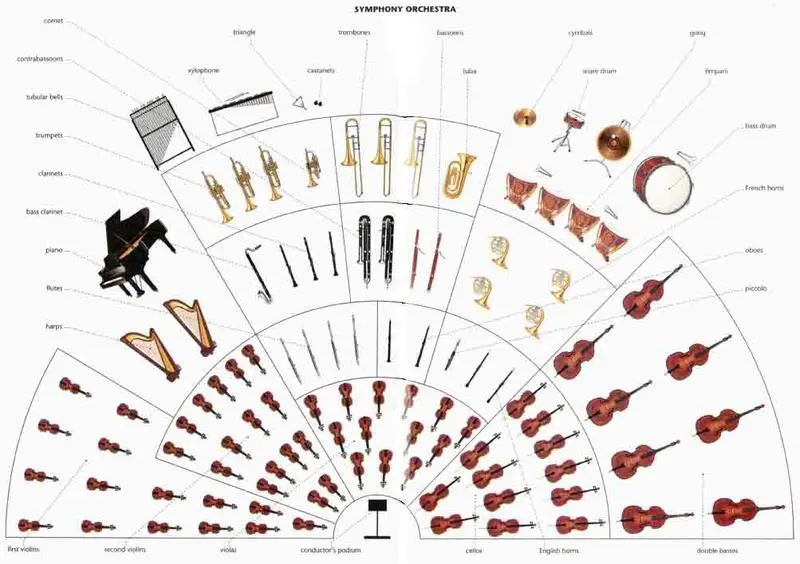 SYMPHONY ORCHESTRA
cornet
triangle
trombones
bassoons
cymbals
gong
contrabassoons
xylophone
castanets
tuba
snare drum
timpani
tubular bells
trumpets
bass drum
clarinets
French horns
bass clarinet
piano
oboes
flutes
piccolo
harps
first violins
second violins
violas
conductor's podium
cellos
English horns
double basses